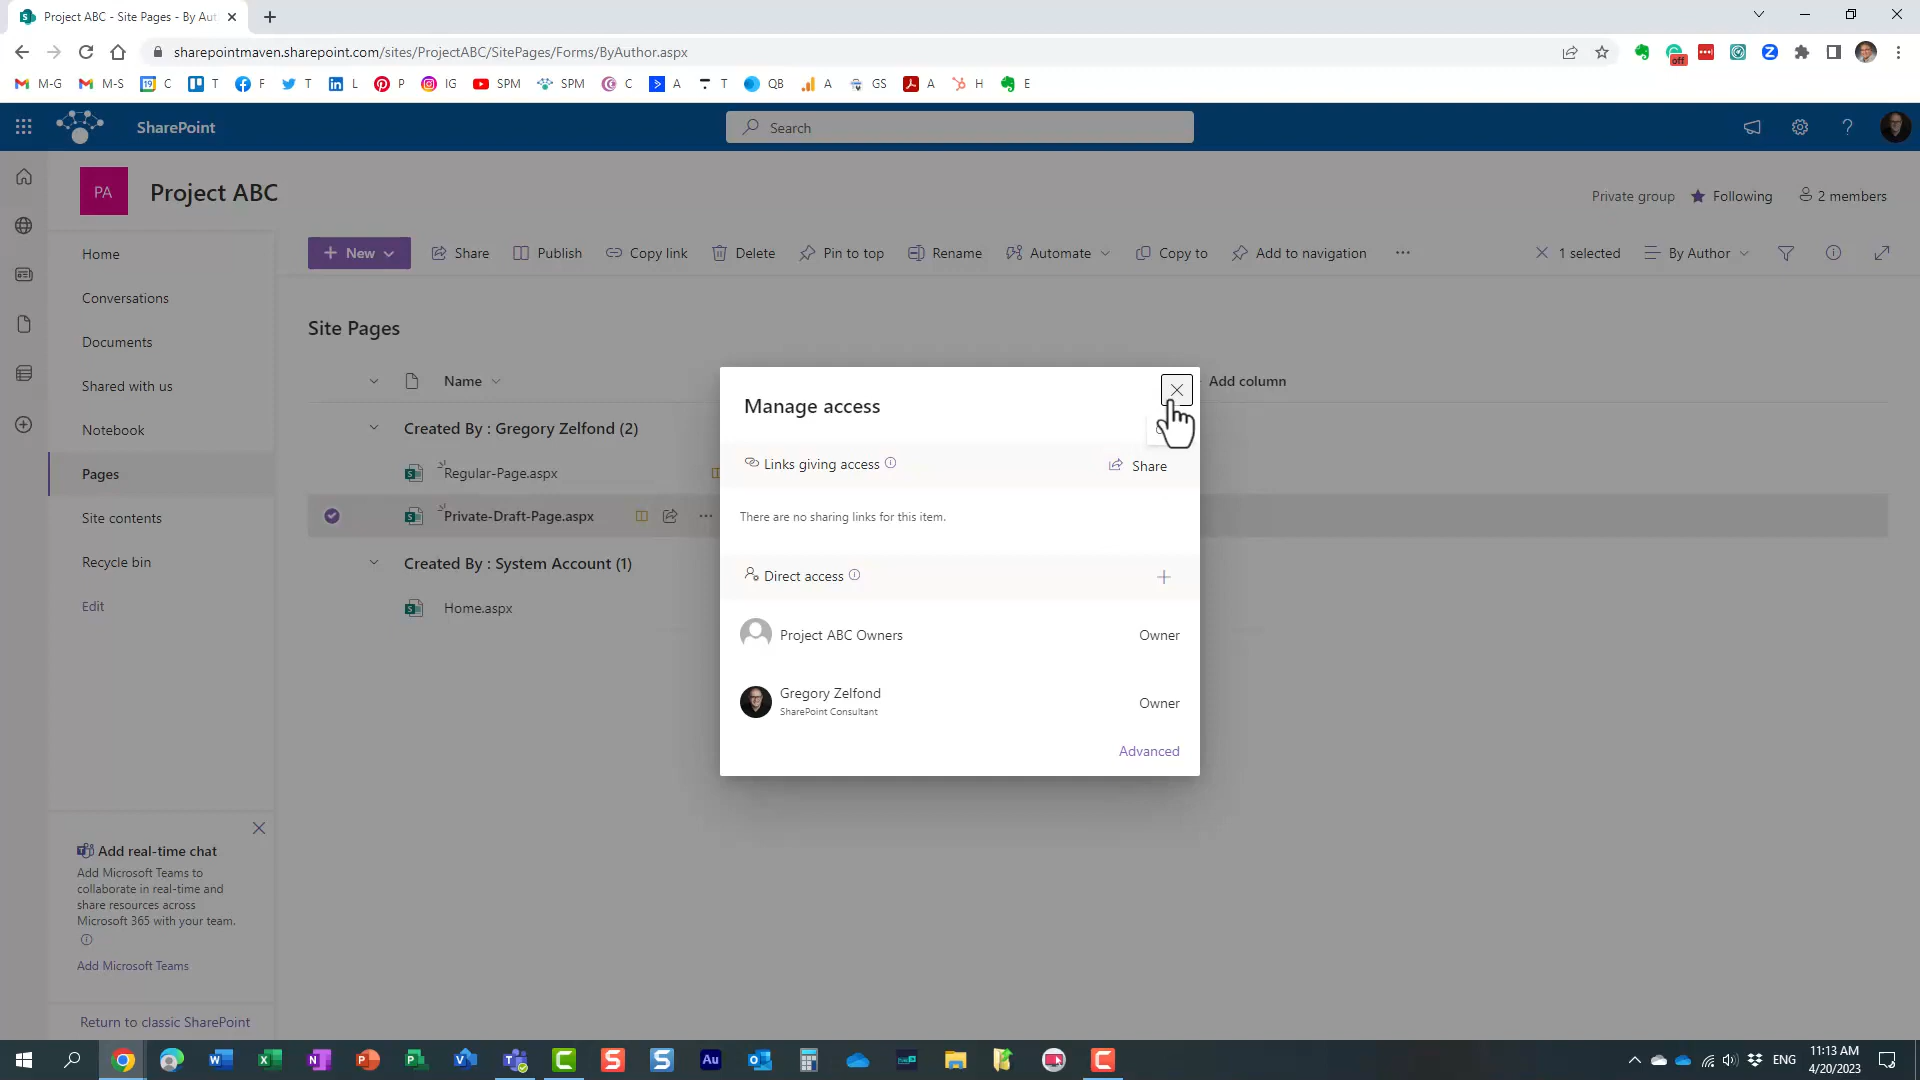 Project ABC - Site Pages - By Aut
sharepointmaven.sharepoint.com/sites/ProjectABC/SitePages/Forms/ByAuthor.aspx
off
M-G M-S 19 C T F T L P IG SPM SPM C A T QB A GS A H E
SharePoint
Search
PA
Project ABC
Private group Following 2 members
New Share Publish Copy link Delete Pin to top Rename Automate Copy to Add to navigation 1 selected By Author
Home
Conversations
Documents
Shared with us
Notebook
Pages
Site contents
Recycle bin
Edit
Site Pages
Name Add column
Created By : Gregory Zelfond (2)
Regular-Page.aspx
Private-Draft-Page.aspx
Created By : System Account (1)
Home.aspx
Manage access
Links giving access Share
There are no sharing links for this item.
Direct access
Project ABC Owners Owner
Gregory Zelfond
SharePoint Consultant
Owner
Advanced
Add real-time chat
Add Microsoft Teams to
collaborate in real-time and
share resources across
Microsoft 365 with your team.
Add Microsoft Teams
Return to classic SharePoint
ENG
11:13 AM
4/20/2023